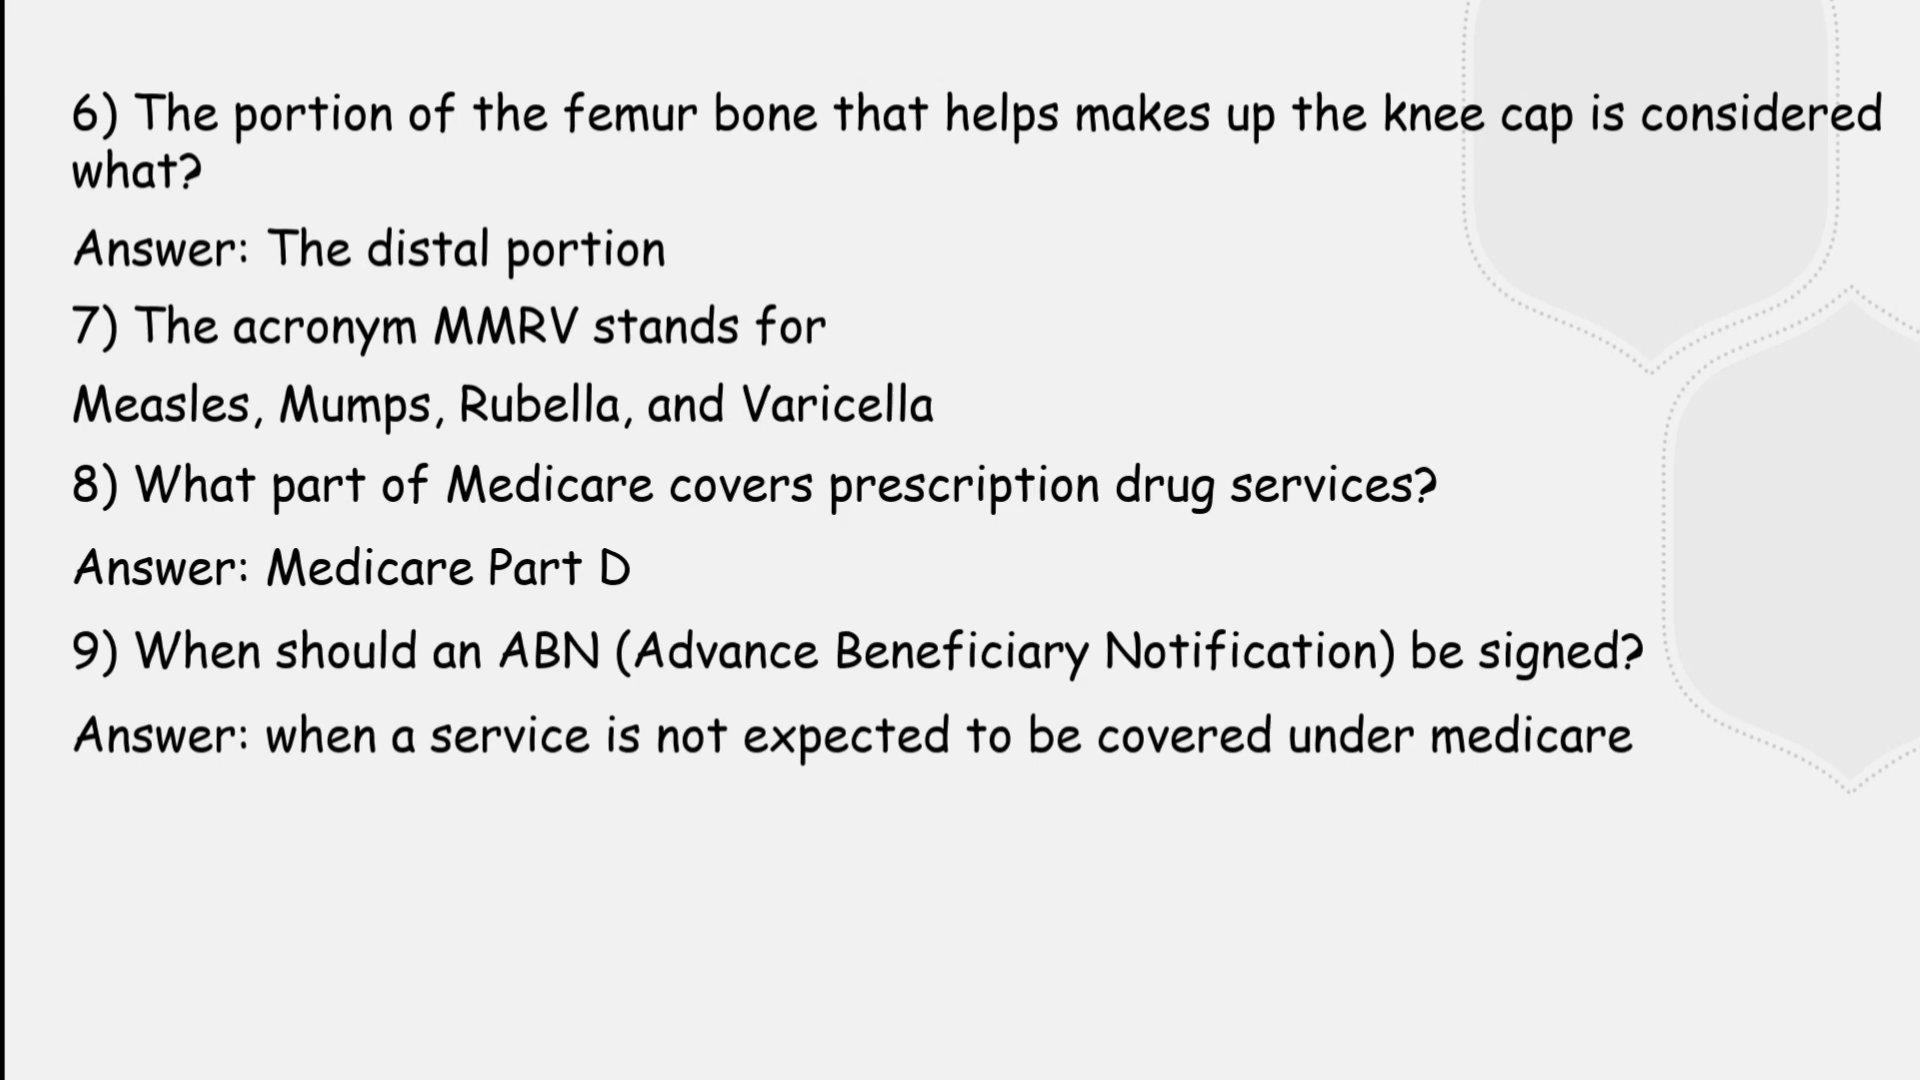 6) The portion of the femur bone that helps makes up the knee cap is considered
what?
Answer: The distal portion
7) The acronym MMRV stands for
Measles, Mumps, Rubella, and Varicella
8) What part of Medicare covers prescription drug services?
Answer: Medicare Part D
9) When should an ABN (Advance Beneficiary Notification) be signed?
Answer: when a service is not expected to be covered under medicare